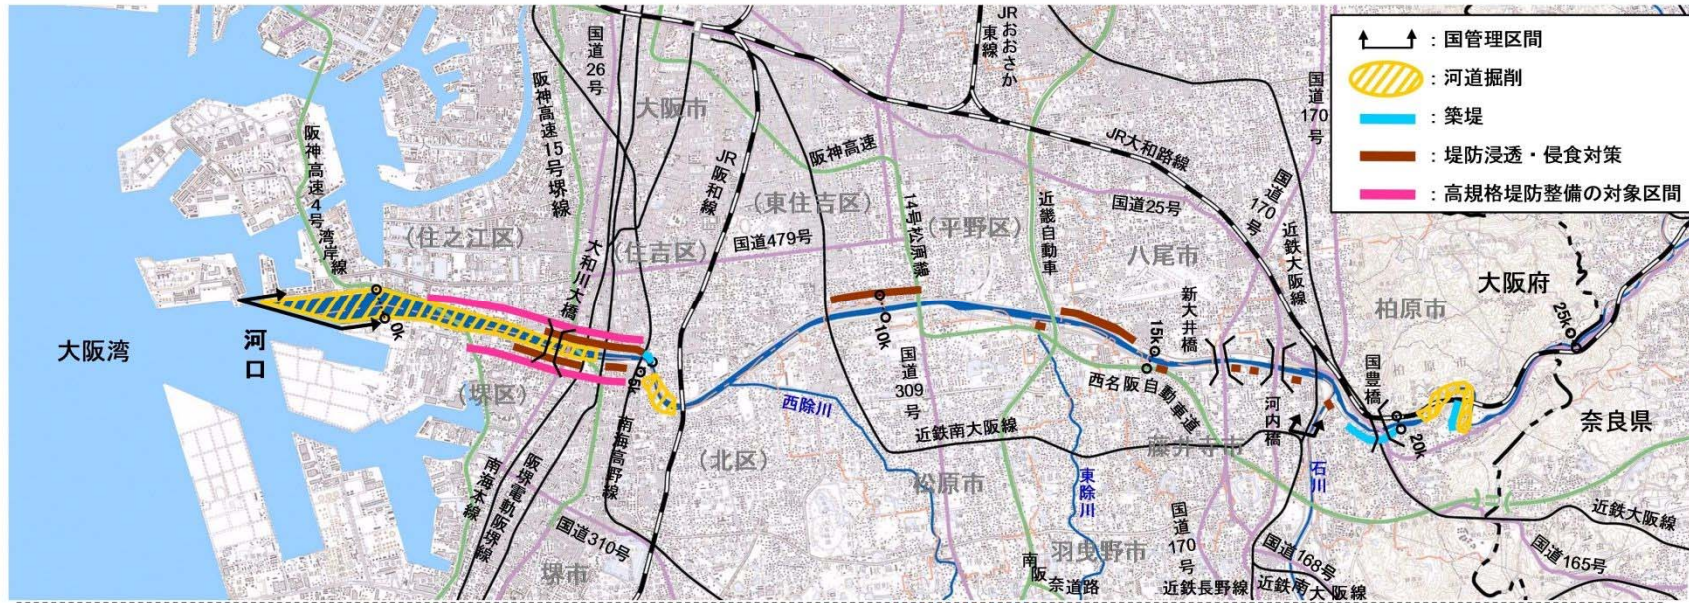 :国管理区間
:河道掘削
:築堤
:堤防浸透・侵食対策
:高規格堤防整備の対象区間
国道26号
阪神高速15号堺線
大阪市
JRおおさか東線
国道170号
阪神高速4号湾岸線
JR阪和線
阪神高速
14号松原線
JR大和路線
(東住吉区)
(平野区)
近畿自動車
国道25号
国道170号
近鉄大阪線
(住之江区)
(住吉区)
国道479号
八尾市
大和川大橋
新大井橋
柏原市
大阪府
25k
大阪湾
河口
0k
10k
15k
国豊橋
(堺区)
5k
西除川
国道309号
西名阪自動車道
河内橋
20k
奈良県
南海高野線
近鉄南大阪線
(北区)
松原市
藤井寺市
石川
東除川
南海本線
阪堺電軌阪堺線
国道310号
堺市
羽曳野市
国道170号
南阪奈道路
近鉄長野線
国道168号
近鉄南大阪線
近鉄大阪線
国道165号